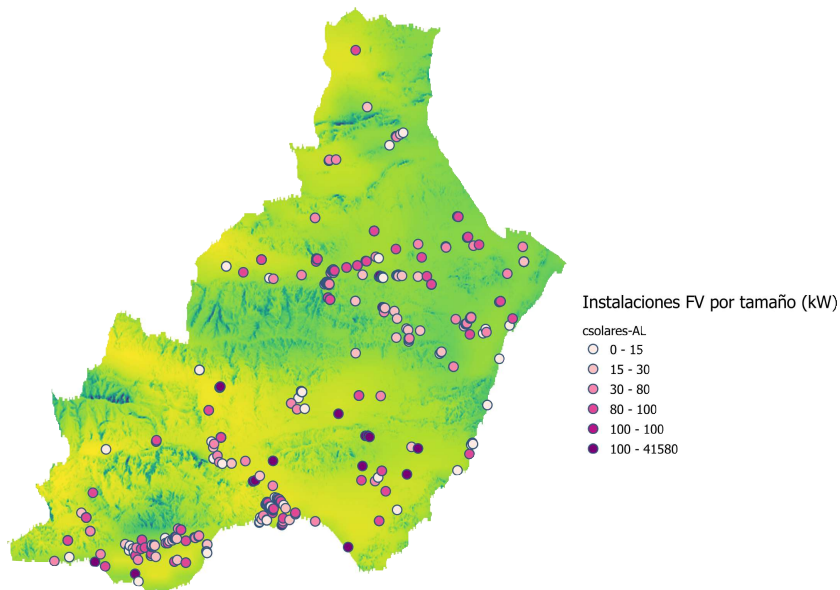 Instalaciones FV por tamaño (kW)
csolares-AL
0 - 15
15 - 30
30 - 80
80 - 100
100 - 100
100 - 41580